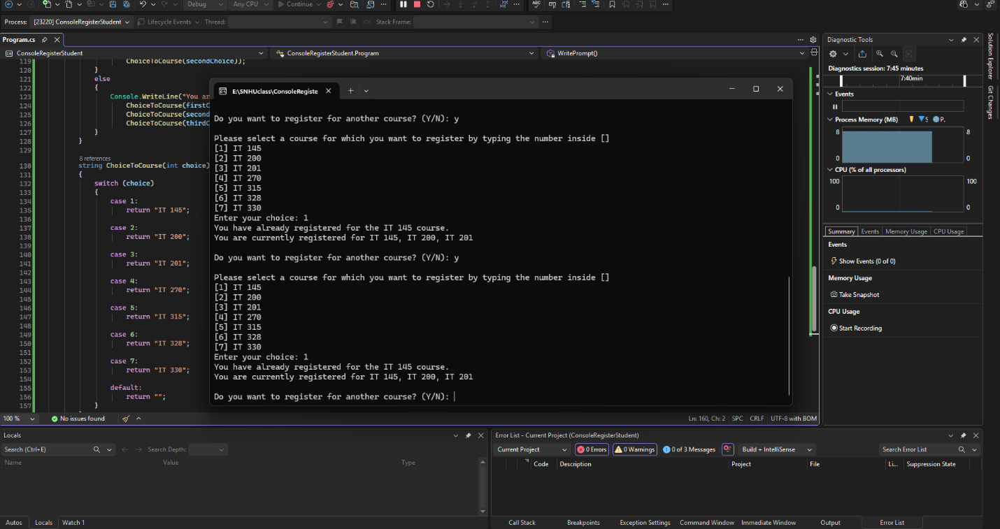 Debug Any CPU Continue
Process: [23220] ConsoleRegisterStudent Lifecycle Events Thread: Stack Frame:
Program.cs
ConsoleRegisterStudent ConsoleRegisterStudent.Program WritePrompt()
119 ChoiceToCourse(secondChoice));
120 }
121 else
122 {
123 Console.WriteLine("You ar
124 ChoiceToCourse(firstC
125 ChoiceToCourse(second
126 ChoiceToCourse(thirdC
127 }
128 }
129
8 references
130 string ChoiceToCourse(int choice)
131 {
132 switch (choice)
133 {
134 case 1:
135 return "IT 145";
136
137 case 2:
138 return "IT 200";
139
140 case 3:
141 return "IT 201";
142
143 case 4:
144 return "IT 270";
145
146 case 5:
147 return "IT 315";
148
149 case 6:
150 return "IT 328";
151
152 case 7:
153 return "IT 330";
154
155 default:
156 return "";
157 }
E:\SNHUclass\ConsoleRegiste
Do you want to register for another course? (Y/N): y
Please select a course for which you want to register by typing the number inside []
[1] IT 145
[2] IT 200
[3] IT 201
[4] IT 270
[5] IT 315
[6] IT 328
[7] IT 330
Enter your choice: 1
You have already registered for the IT 145 course.
You are currently registered for IT 145, IT 200, IT 201
Do you want to register for another course? (Y/N): y
Please select a course for which you want to register by typing the number inside []
[1] IT 145
[2] IT 200
[3] IT 201
[4] IT 270
[5] IT 315
[6] IT 328
[7] IT 330
Enter your choice: 1
You have already registered for the IT 145 course.
You are currently registered for IT 145, IT 200, IT 201
Do you want to register for another course? (Y/N):
100 % No issues found Ln: 160, Ch: 2 SPC CRLF UTF-8 with BOM
Diagnostic Tools
Diagnostics session: 7:45 minutes
7:40min
Events
Process Memory (MB) S P.
8 8
0 0
CPU (% of all processors)
100 100
0 0
Summary Events Memory Usage CPU Usage
Events
Show Events (0 of 0)
Memory Usage
Take Snapshot
CPU Usage
Start Recording
Solution Explorer
Git Changes
Locals
Search (Ctrl+E) Search Depth:
Name Value Type
Autos Locals Watch 1
Error List - Current Project (ConsoleRegisterStudent)
Current Project 0 Errors 0 Warnings 0 of 3 Messages Build + IntelliSense Search Error List
Code Description Project File Li... Suppression State
Call Stack Breakpoints Exception Settings Command Window Immediate Window Output Error List